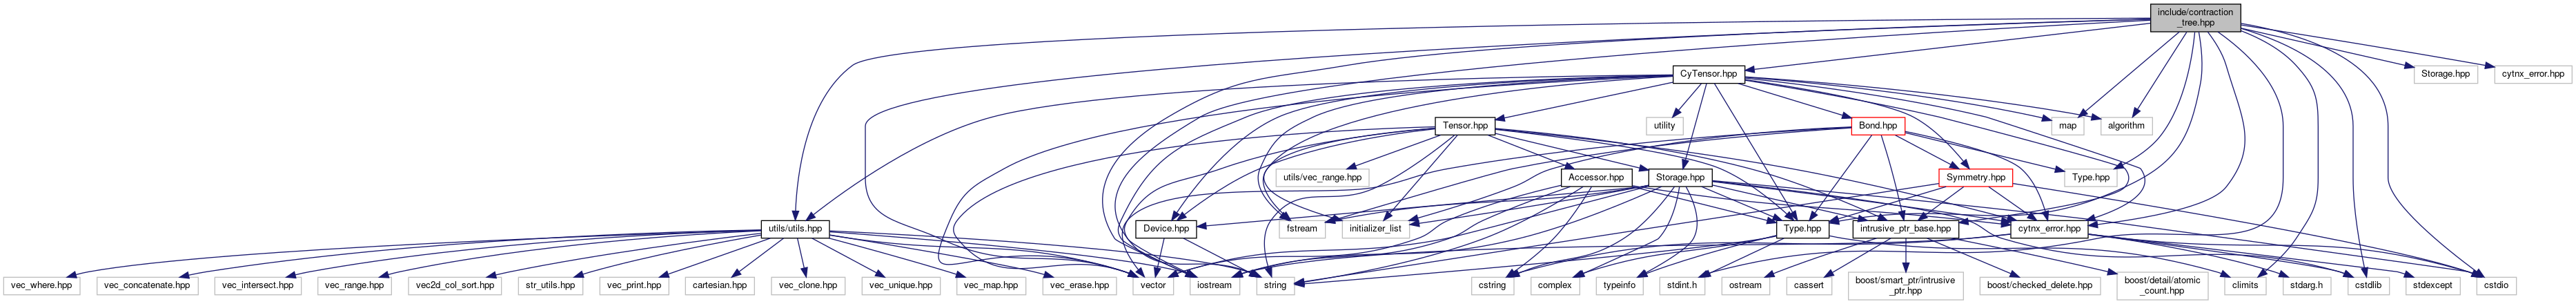 include/contraction
_tree.hpp
CyTensor.hpp
Storage.hpp
cytnx_error.hpp
Tensor.hpp
utility
Bond.hpp
map
algorithm
utils/vec_range.hpp
Accessor.hpp
Storage.hpp
Symmetry.hpp
Type.hpp
utils/utils.hpp
Device.hpp
fstream
initializer_list
Type.hpp
intrusive_ptr_base.hpp
cytnx_error.hpp
vec_where.hpp
vec_concatenate.hpp
vec_intersect.hpp
vec_range.hpp
vec2d_col_sort.hpp
str_utils.hpp
vec_print.hpp
cartesian.hpp
vec_clone.hpp
vec_unique.hpp
vec_map.hpp
vec_erase.hpp
vector
iostream
string
cstring
complex
typeinfo
stdint.h
ostream
cassert
boost/smart_ptr/intrusive
_ptr.hpp
boost/checked_delete.hpp
boost/detail/atomic
_count.hpp
climits
stdarg.h
cstdlib
stdexcept
cstdio